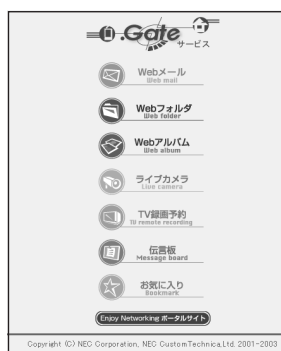 .Gate
サービス
Webメール
Web mail
Webフォルダ
Web folder
Webアルバム
Web album
ライブカメラ
Live camera
TV録画予約
TV remote recording
伝言板
Message board
お気に入り
Bookmark
Enjoy Networking ポータルサイト
Copyright (C) NEC Corporation, NEC CustomTechnica,Ltd. 2001-2003